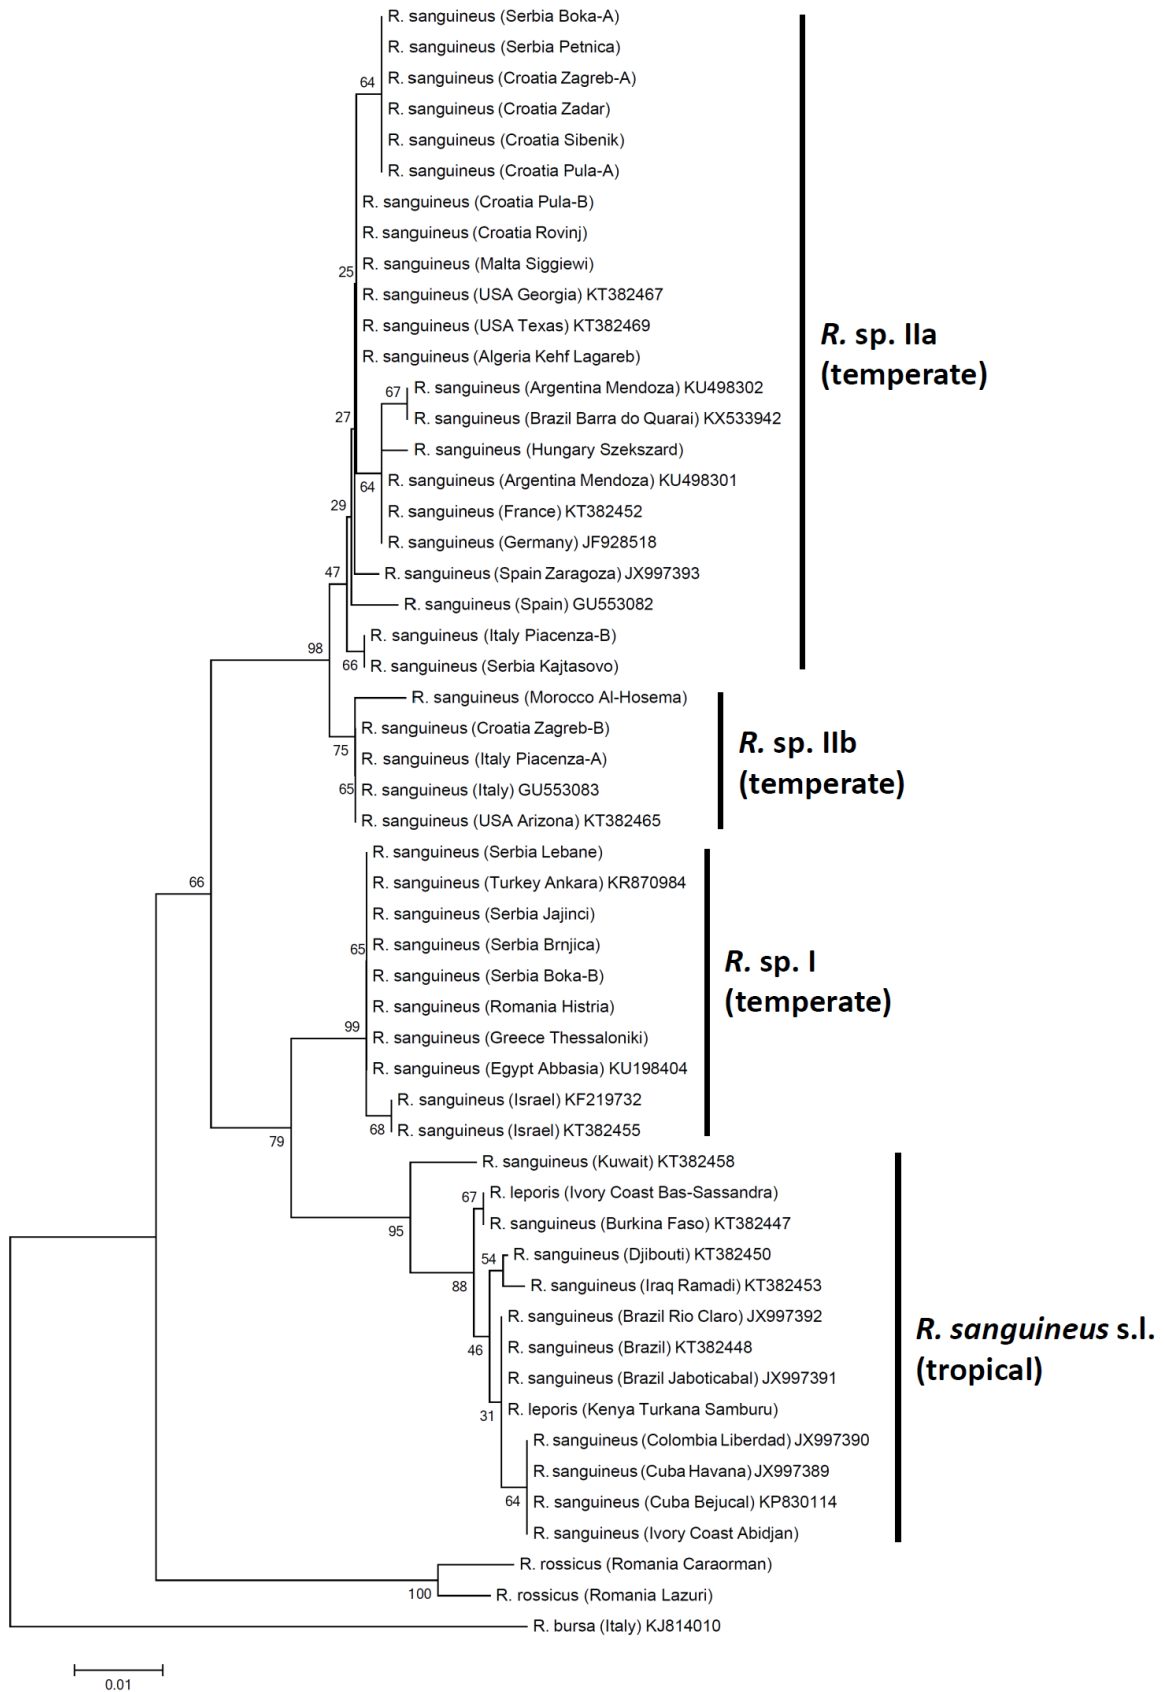 R. sanguineus (Serbia Boka-A)
R. sanguineus (Serbia Petnica)
R. sanguineus (Croatia Zagreb-A)
64
R. sanguineus (Croatia Zadar)
R. sanguineus (Croatia Sibenik)
R. sanguineus (Croatia Pula-A)
R. sanguineus (Croatia Pula-B)
R. sanguineus (Croatia Rovinj)
R. sanguineus (Malta Siggiewi)
25
R. sanguineus (USA Georgia) KT382467
R. sanguineus (USA Texas) KT382469
R. sp. IIa
(temperate)
R. sanguineus (Algeria Kehf Lagareb)
R. sanguineus (Argentina Mendoza) KU498302
67
R. sanguineus (Brazil Barra do Quarai) KX533942
27
R. sanguineus (Hungary Szekszard)
R. sanguineus (Argentina Mendoza) KU498301
64
R. sanguineus (France) KT382452
29
R. sanguineus (Germany) JF928518
R. sanguineus (Spain Zaragoza) JX997393
47
R. sanguineus (Spain) GU553082
R. sanguineus (Italy Piacenza-B)
98
R. sanguineus (Serbia Kajtasovo)
66
R. sanguineus (Morocco Al-Hosema)
R. sanguineus (Croatia Zagreb-B)
75
R. sp. IIb
(temperate)
R. sanguineus (Italy Piacenza-A)
R. sanguineus (Italy) GU553083
65
R. sanguineus (USA Arizona) KT382465
R. sanguineus (Serbia Lebane)
R. sanguineus (Turkey Ankara) KR870984
66
R. sanguineus (Serbia Jajinci)
R. sanguineus (Serbia Brnjica)
65
R. sp. I
(temperate)
R. sanguineus (Serbia Boka-B)
R. sanguineus (Romania Histria)
99
R. sanguineus (Greece Thessaloniki)
R. sanguineus (Egypt Abbasia) KU198404
R. sanguineus (Israel) KF219732
R. sanguineus (Israel) KT382455
68
79
R. sanguineus (Kuwait) KT382458
R. leporis (Ivory Coast Bas-Sassandra)
67
R. sanguineus (Burkina Faso) KT382447
95
R. sanguineus (Djibouti) KT382450
54
R. sanguineus (Iraq Ramadi) KT382453
88
R. sanguineus (Brazil Rio Claro) JX997392
R. sanguineus (Brazil) KT382448
46
R. sanguineus s.l.
(tropical)
R. sanguineus (Brazil Jaboticabal) JX997391
R. leporis (Kenya Turkana Samburu)
31
R. sanguineus (Colombia Liberdad) JX997390
R. sanguineus (Cuba Havana) JX997389
R. sanguineus (Cuba Bejucal) KP830114
64
R. sanguineus (Ivory Coast Abidjan)
R. rossicus (Romania Caraorman)
R. rossicus (Romania Lazuri)
100
R. bursa (Italy) KJ814010
0.01